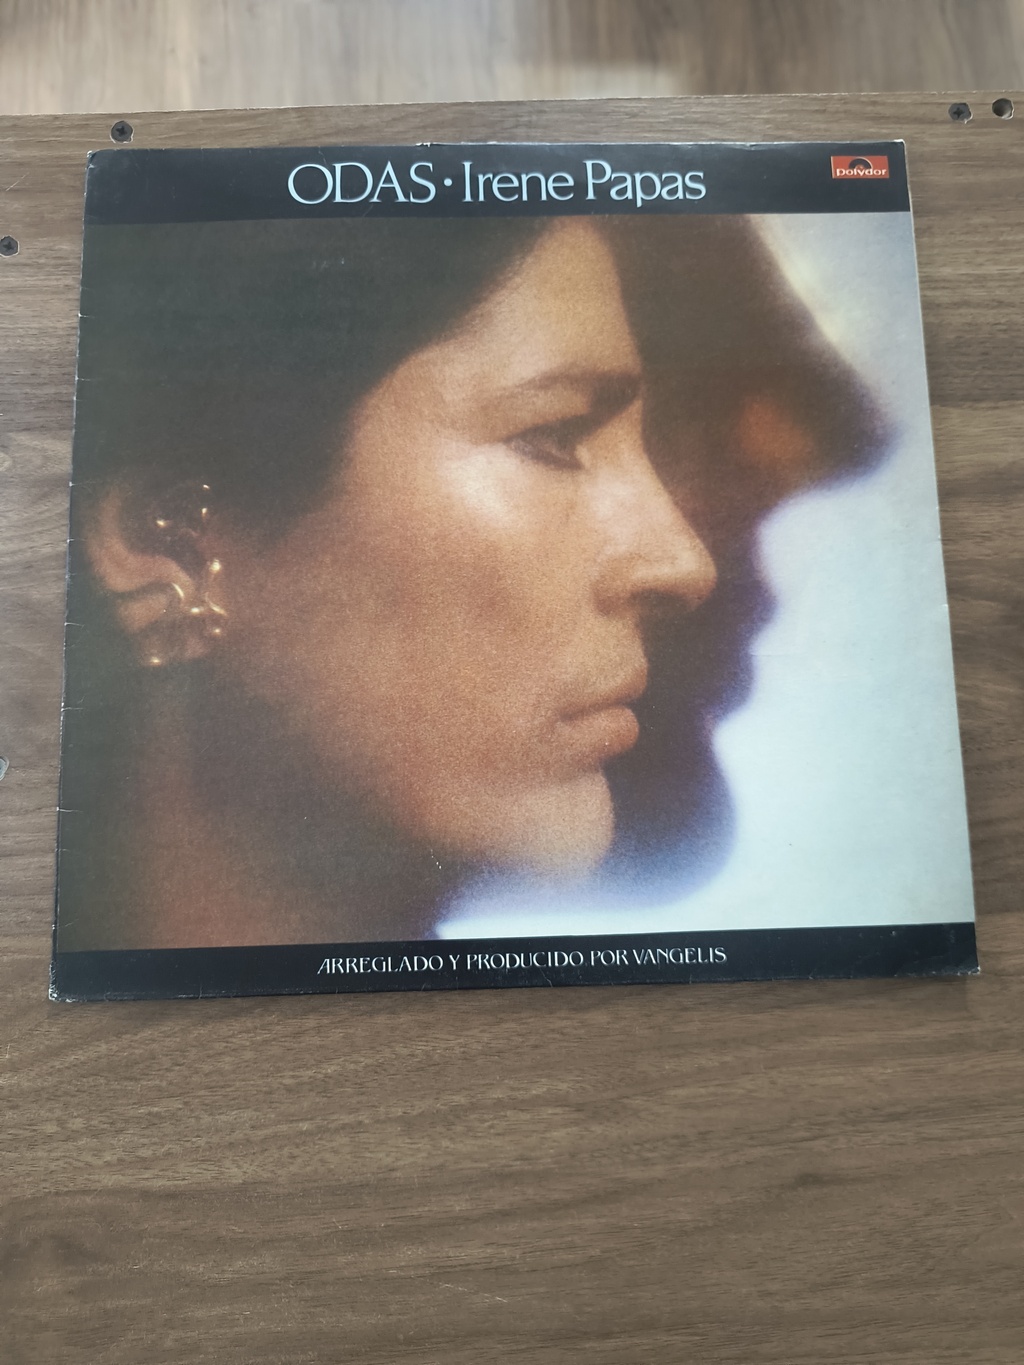 ODAS · Irene Papas
polydor
ARREGLADO Y PRODUCIDO POR VANGELIS